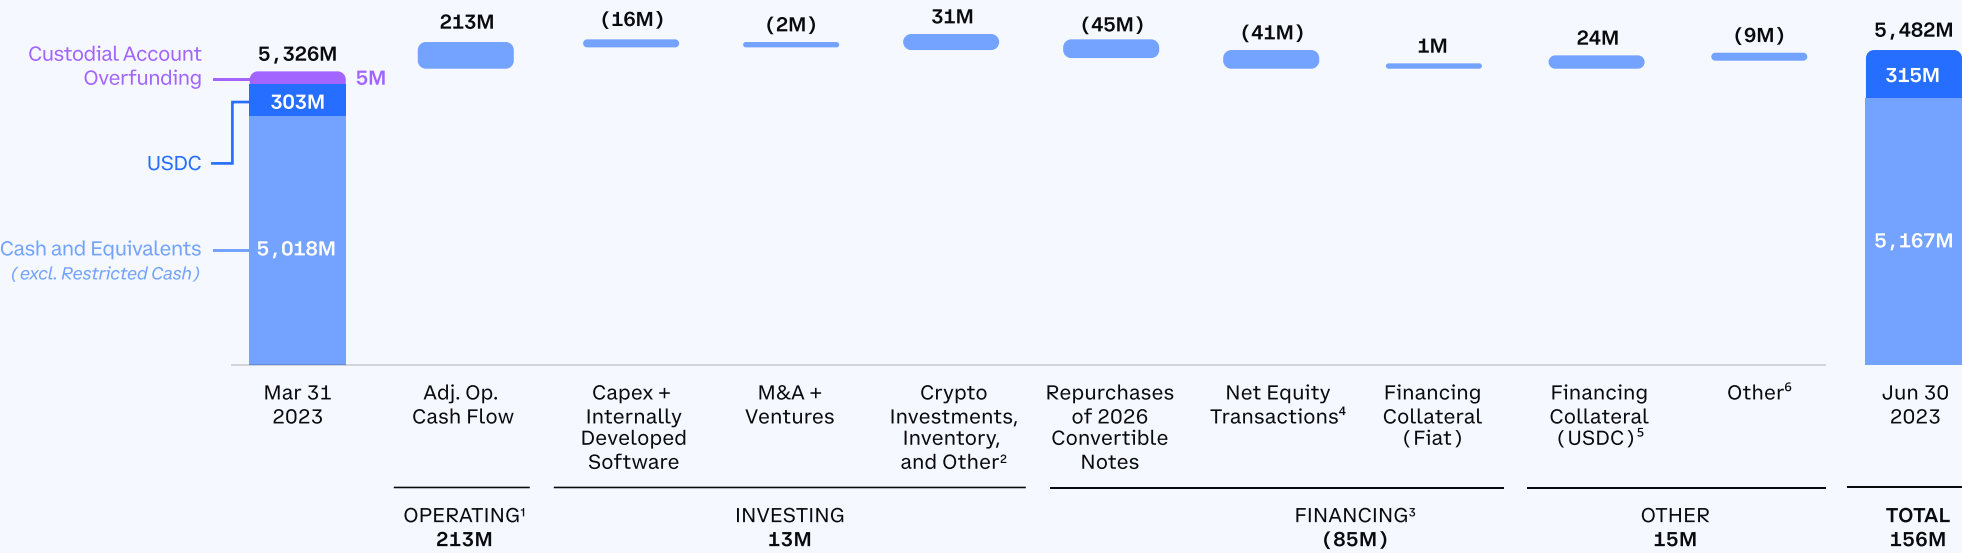 213M
(16M)
(2M)
31M
(45M)
(41M)
1M
24M
(9M)
5,482M
Custodial Account
Overfunding
5,326M
5M
303M
315M
USDC
Cash and Equivalents
(excl. Restricted Cash)
5,018M
5,167M
Mar 31
2023
Adj. Op.
Cash Flow
Capex +
Internally
Developed
Software
M&A +
Ventures
Crypto
Investments,
Inventory,
and Other²
Repurchases
of 2026
Convertible
Notes
Net Equity
Transactions⁴
Financing
Collateral
(Fiat)
Financing
Collateral
(USDC)⁵
Other⁶
Jun 30
2023
OPERATING¹
213M
INVESTING
13M
FINANCING³
(85M)
OTHER
15M
TOTAL
156M